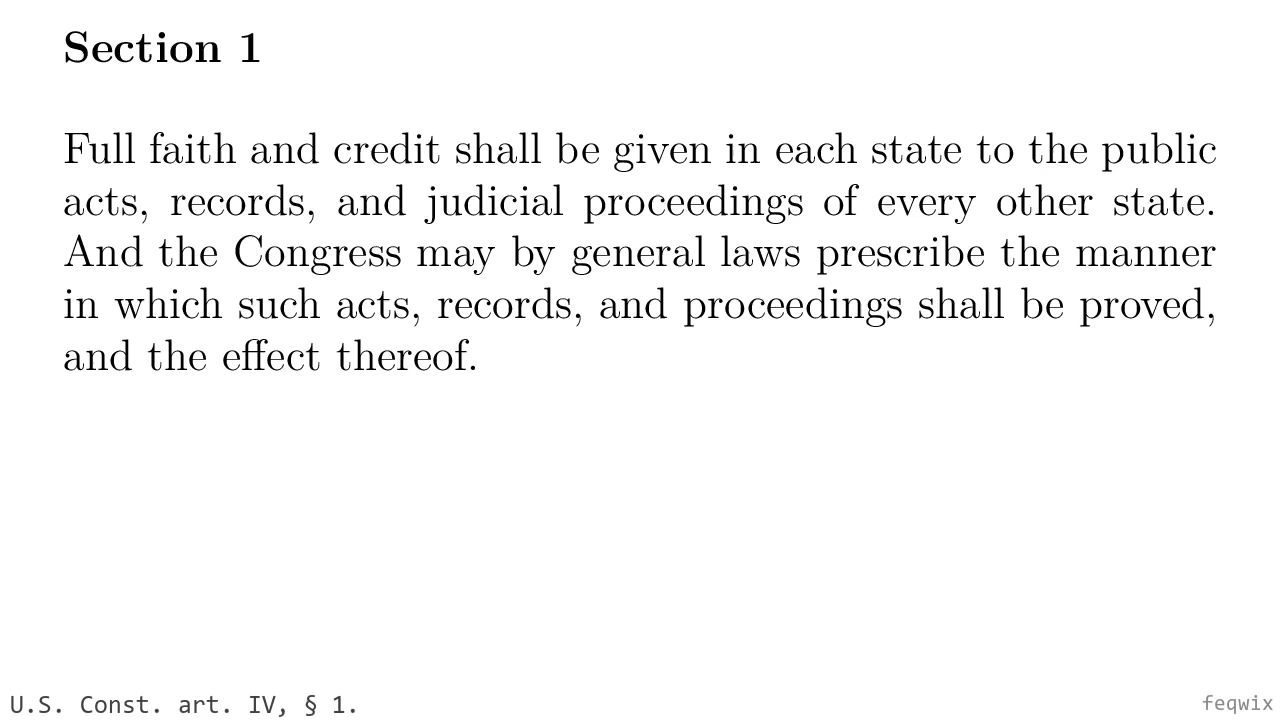 Section 1
Full faith and credit shall be given in each state to the public
acts, records, and judicial proceedings of every other state.
And the Congress may by general laws prescribe the manner
in which such acts, records, and proceedings shall be proved,
and the effect thereof.
U.S. Const. art. IV, § 1.
feqwix